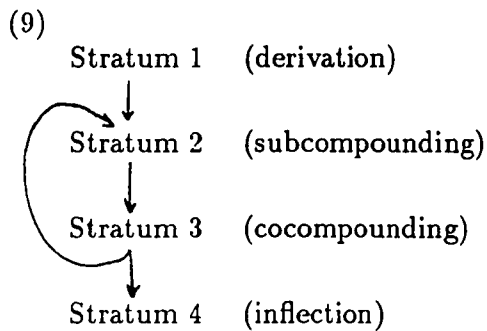 (9)
Stratum 1 (derivation)
Stratum 2 (subcompounding)
Stratum 3 (cocompounding)
Stratum 4 (inflection)